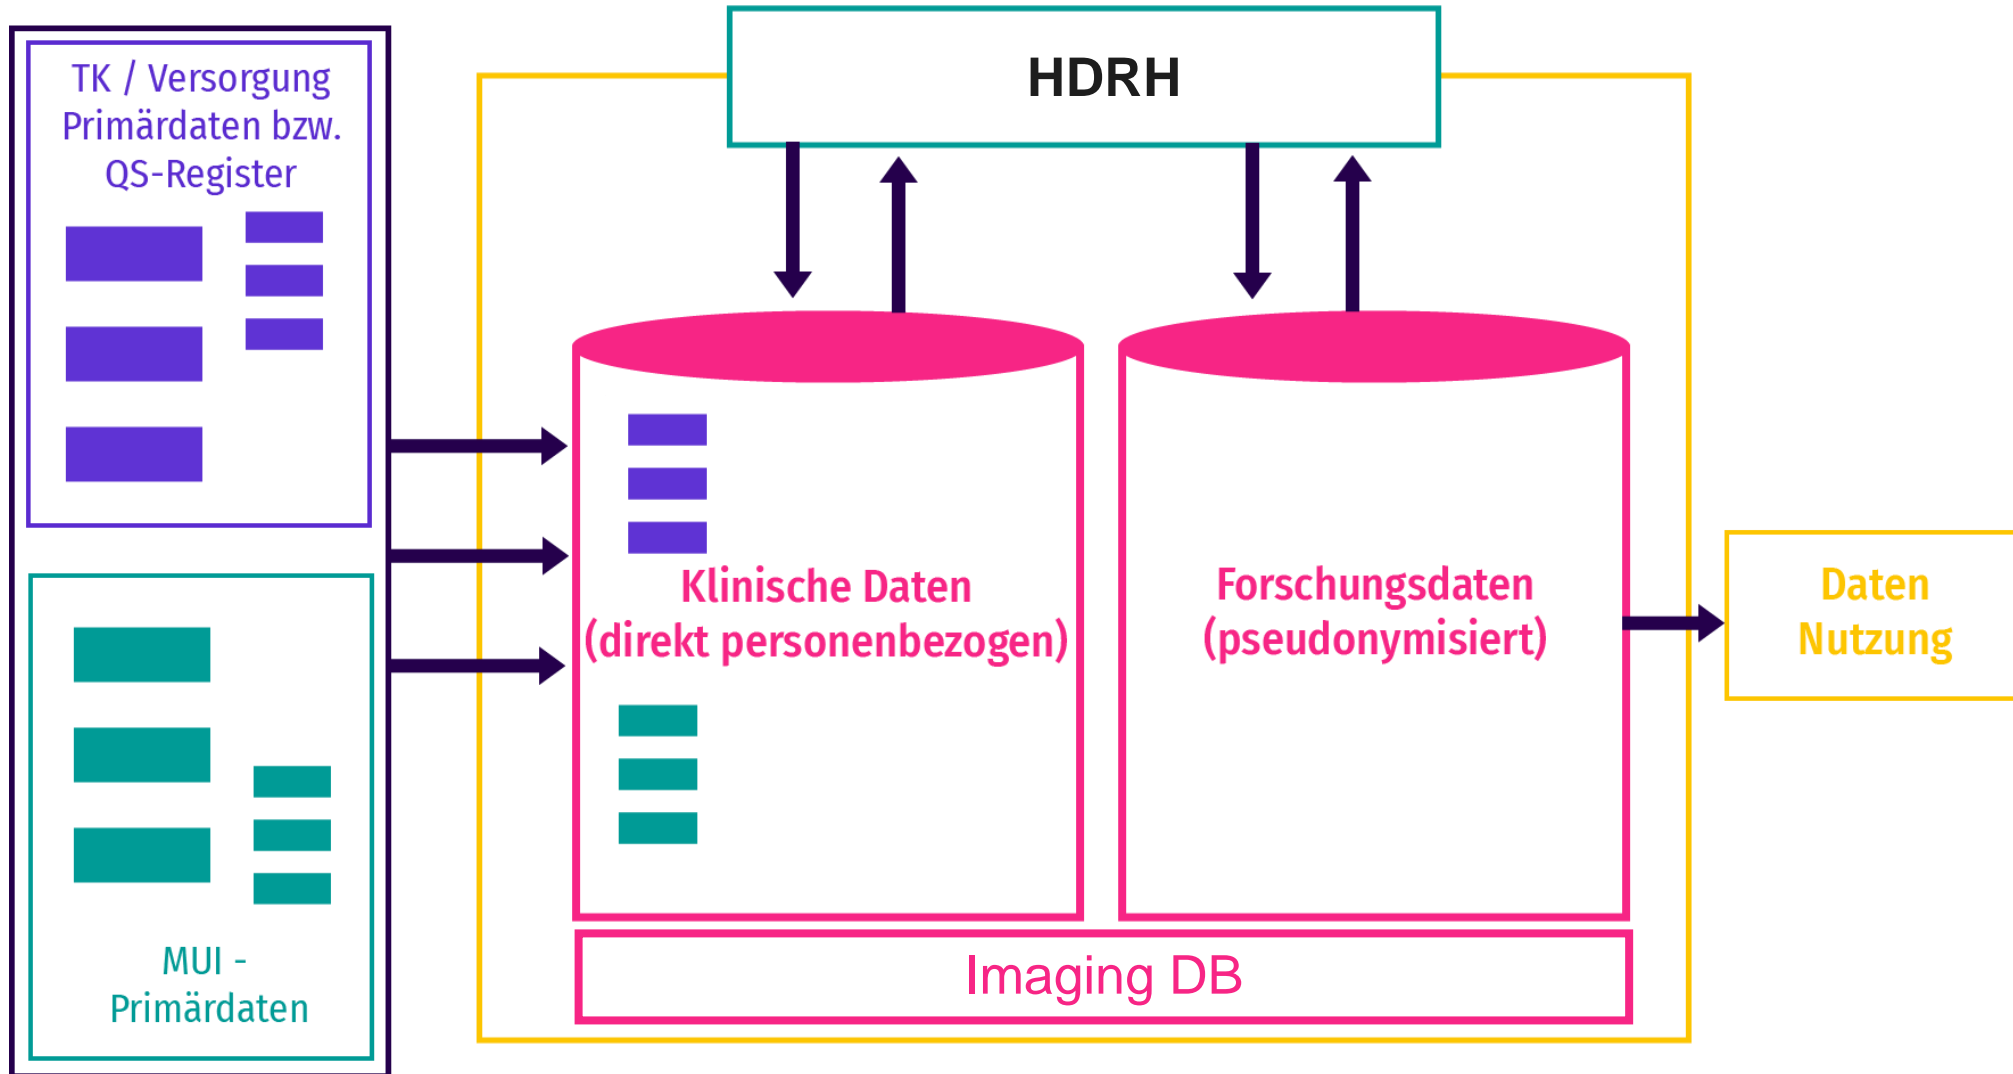 TK / Versorgung
Primärdaten bzw.
QS-Register
MUI -
Primärdaten
HDRH
Klinische Daten
(direkt personenbezogen)
Forschungsdaten
(pseudonymisiert)
Imaging DB
Daten
Nutzung